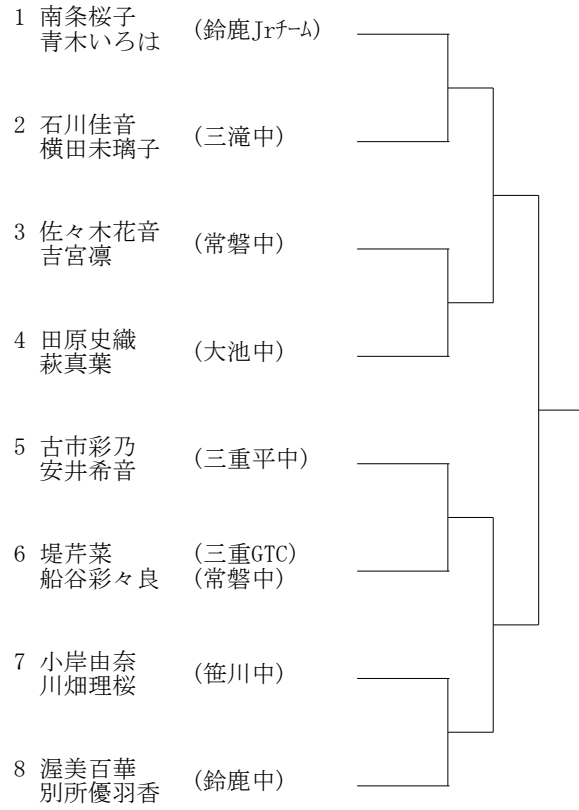 1 南条桜子 (鈴鹿Jrチーム)
青木いろは
2 石川佳音 (三滝中)
横田未璃子
3 佐々木花音 (常磐中)
吉宮凛
4 田原史織 (大池中)
萩真葉
5 古市彩乃 (三重平中)
安井希音
6 堤芹菜 (三重GTC)
船谷彩々良 (常磐中)
7 小岸由奈 (笹川中)
川畑理桜
8 渥美百華 (鈴鹿中)
別所優羽香